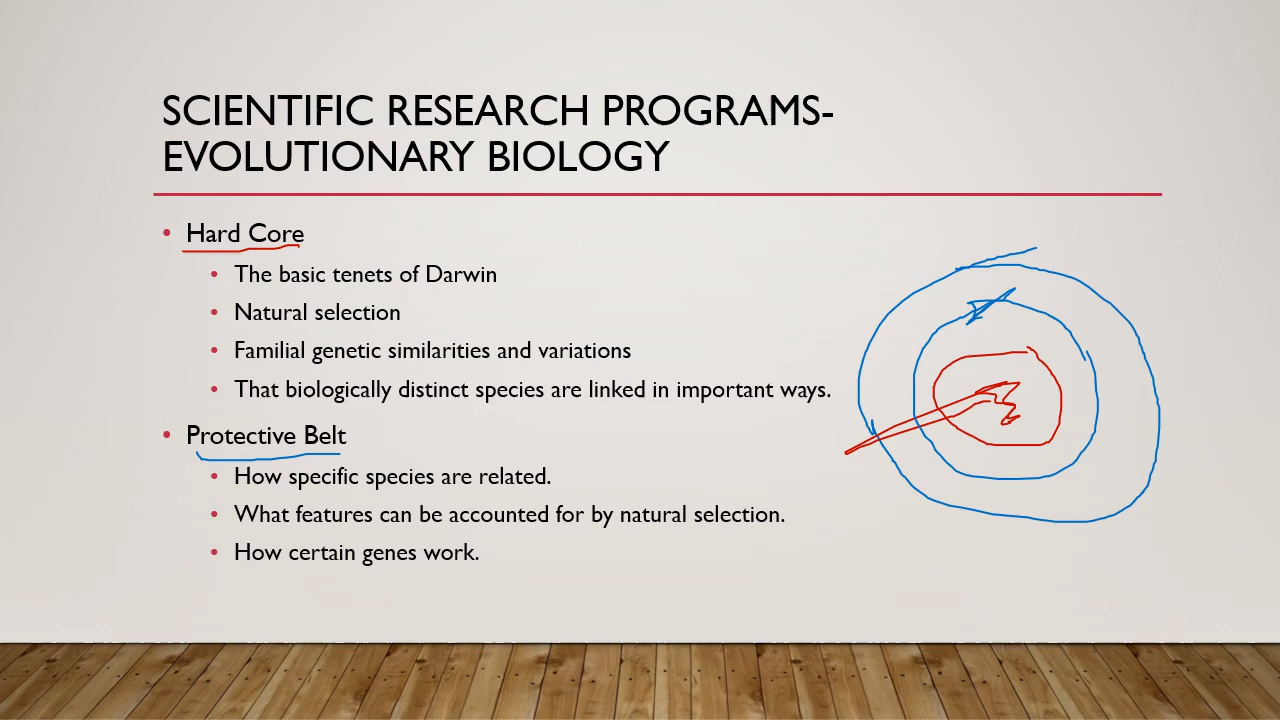 SCIENTIFIC RESEARCH PROGRAMS-
EVOLUTIONARY BIOLOGY
• Hard Core
• The basic tenets of Darwin
• Natural selection
• Familial genetic similarities and variations
• That biologically distinct species are linked in important ways.
• Protective Belt
• How specific species are related.
• What features can be accounted for by natural selection.
• How certain genes work.